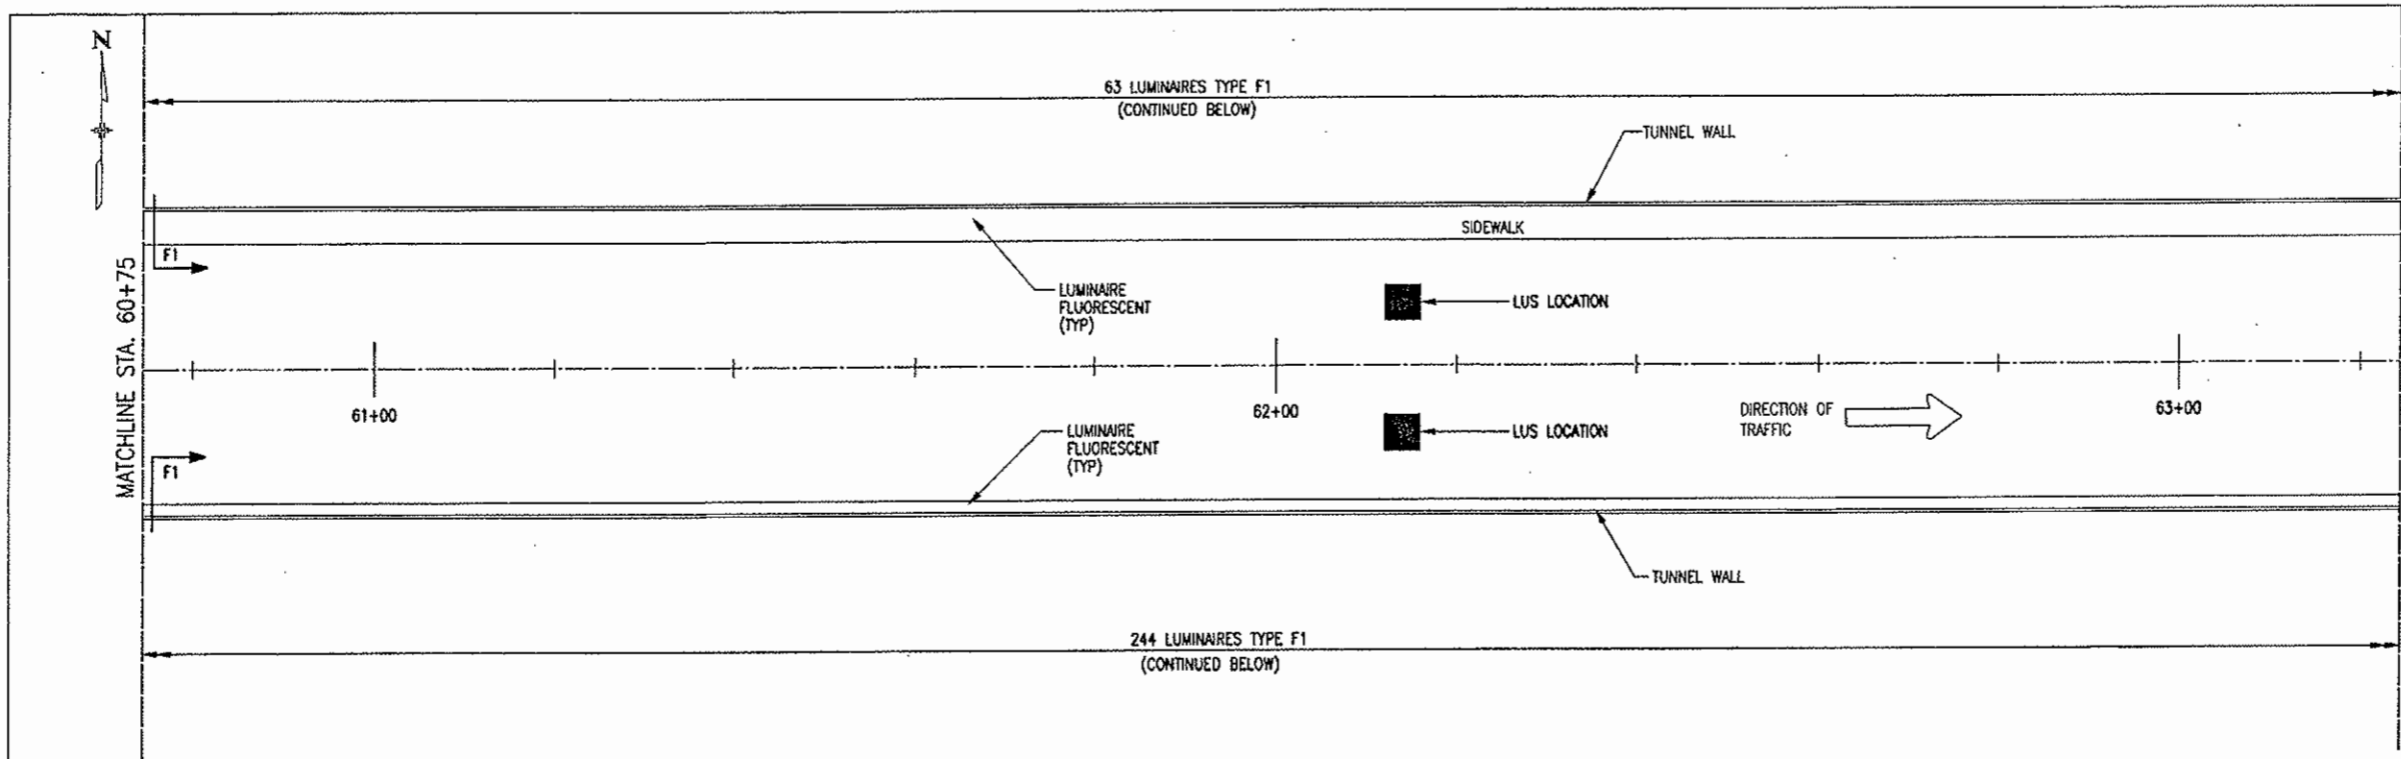 N
63 LUMINAIRES TYPE F1
(CONTINUED BELOW)
TUNNEL WALL
SIDEWALK
F1
LUMINAIRE
FLUORESCENT
(TYP)
LUS LOCATION
MATCHLINE STA. 60+75
61+00
62+00
63+00
DIRECTION OF
TRAFFIC
LUMINAIRE
FLUORESCENT
(TYP)
LUS LOCATION
F1
TUNNEL WALL
244 LUMINAIRES TYPE F1
(CONTINUED BELOW)